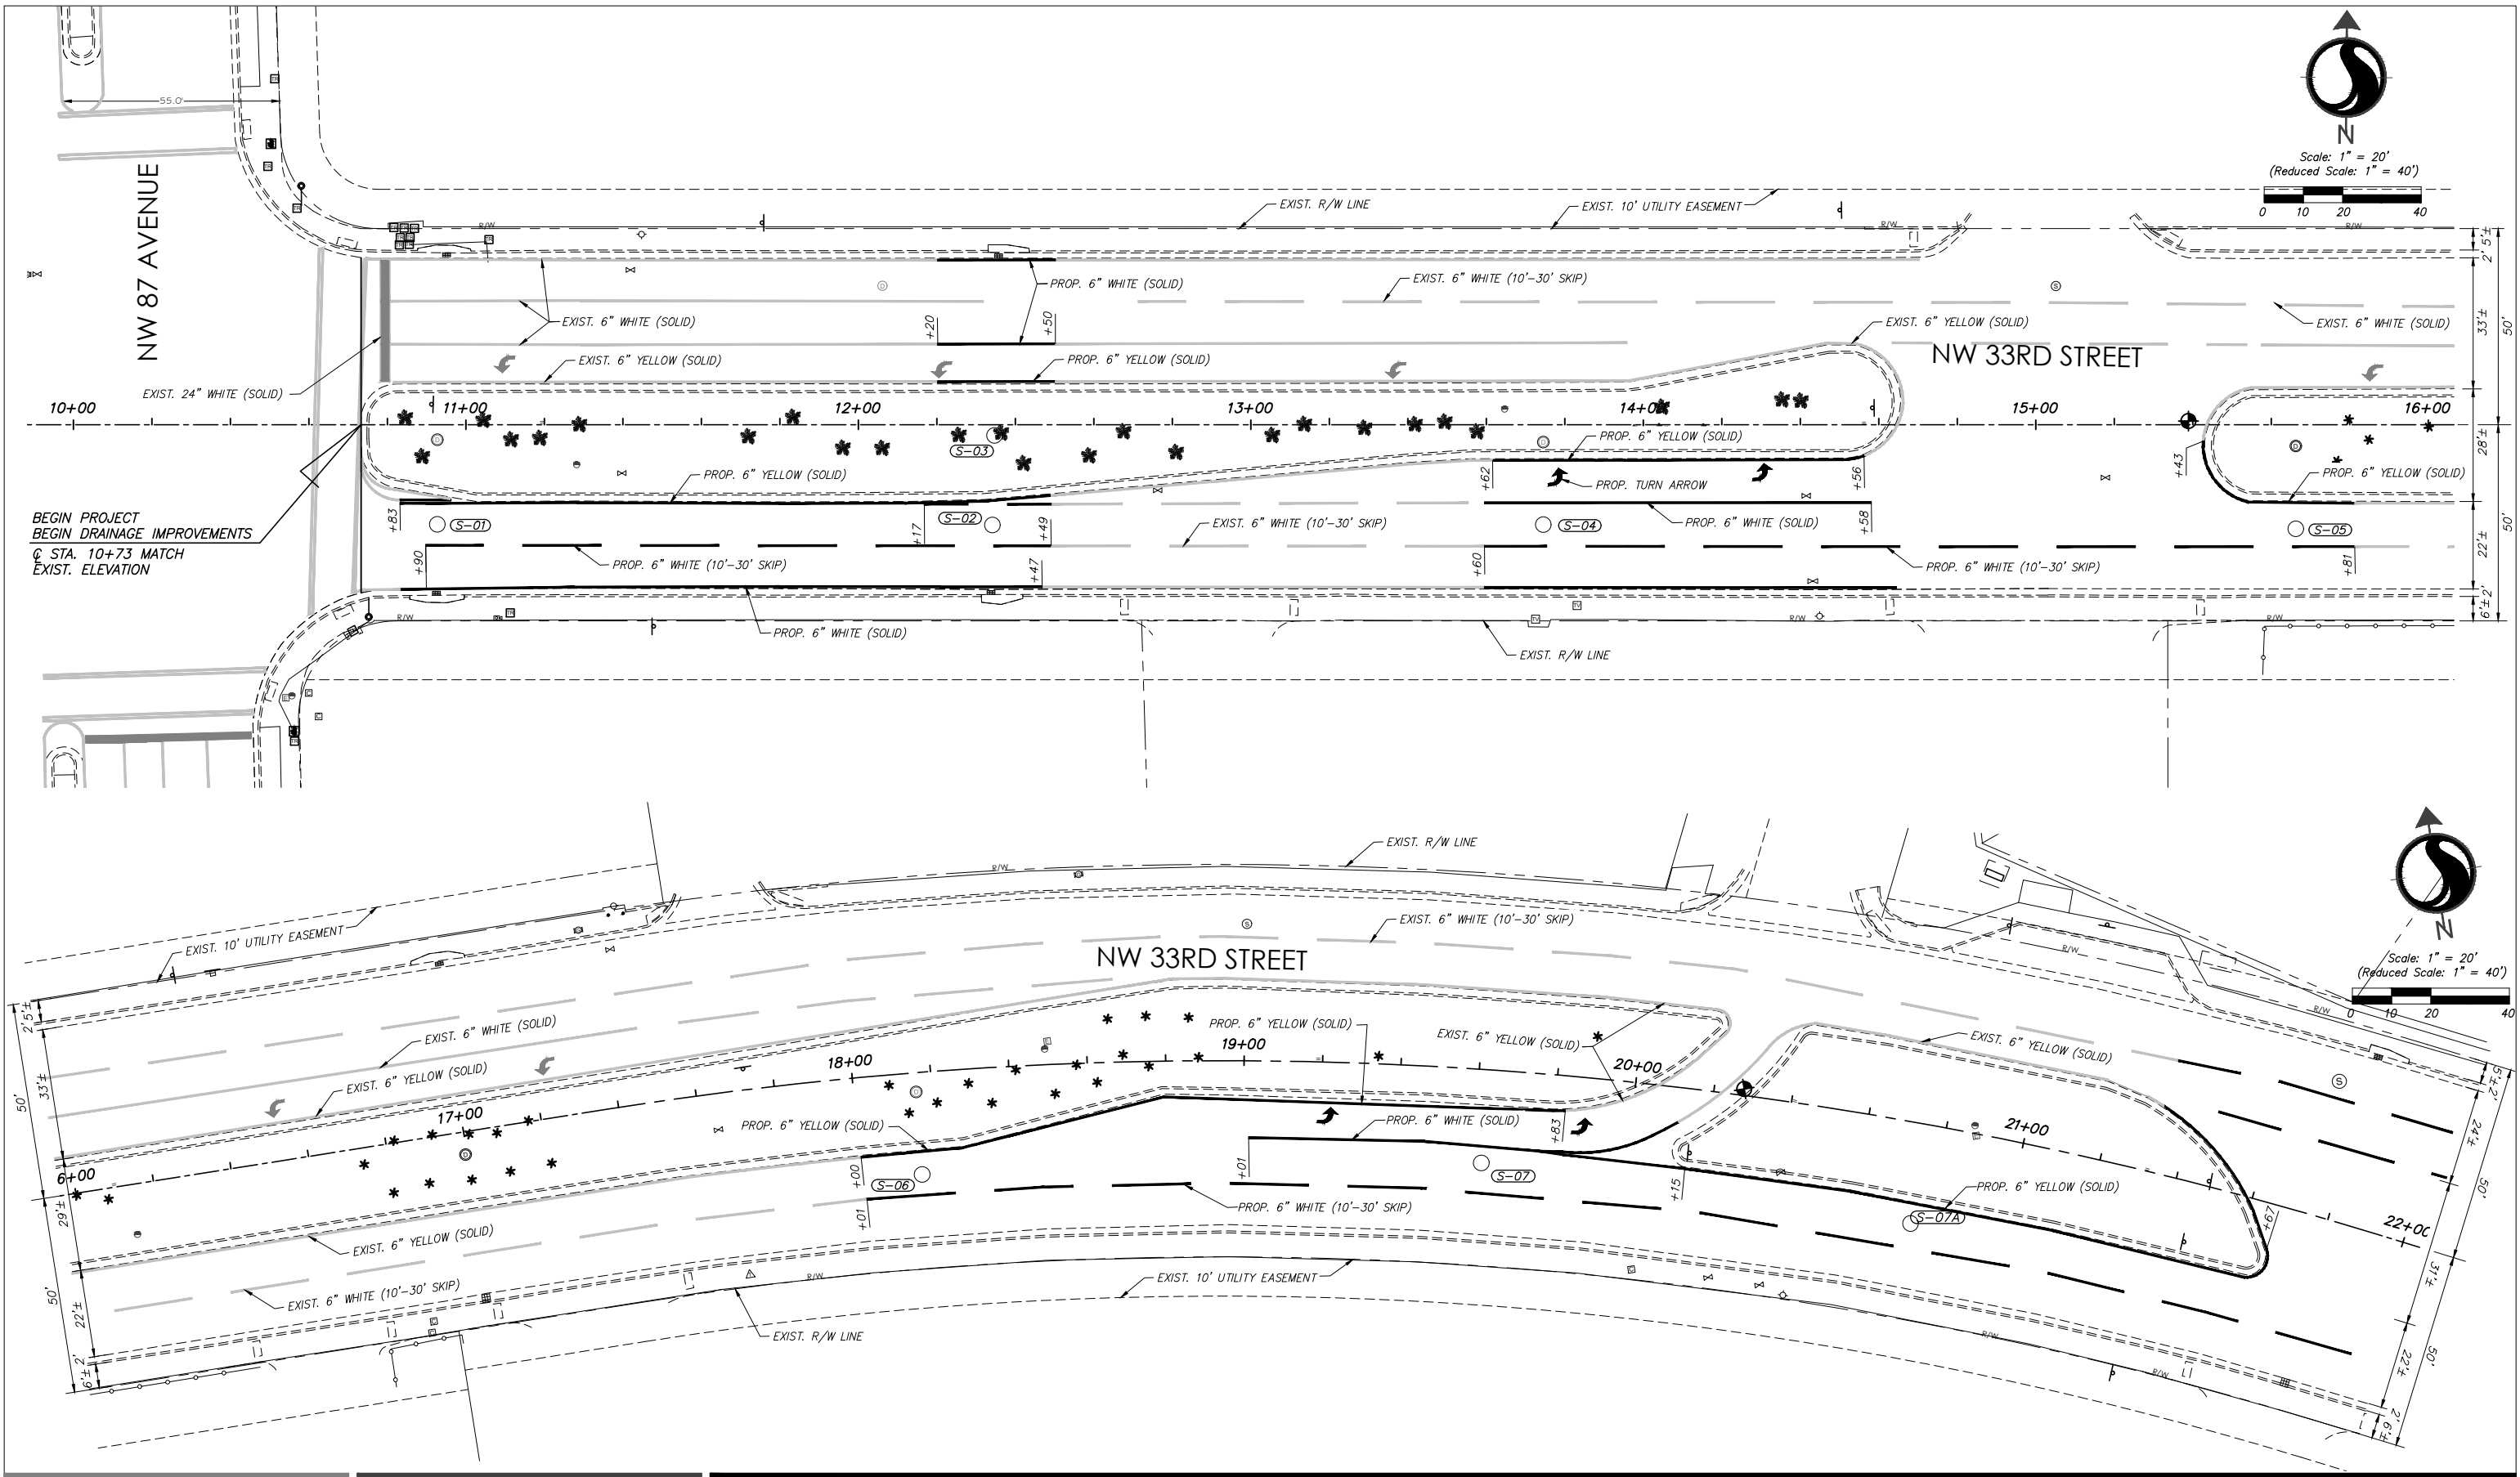 55.0'
NW 87 AVENUE
N
Scale: 1" = 20'
(Reduced Scale: 1" = 40')
0 10 20 40
EXIST. R/W LINE
EXIST. 10' UTILITY EASEMENT
R/W
R/W
R/W
EXIST. 6" WHITE (10'-30' SKIP)
PROP. 6" WHITE (SOLID)
EXIST. 6" WHITE (SOLID)
+20
+50
EXIST. 6" YELLOW (SOLID)
EXIST. 6" WHITE (SOLID)
NW 33RD STREET
EXIST. 6" YELLOW (SOLID)
PROP. 6" YELLOW (SOLID)
EXIST. 24" WHITE (SOLID)
10+00
11+00
12+00
13+00
14+00
15+00
16+00
2'
5'±
33'±
50'
28'±
22'±
50'
2'
6'±
S-03
PROP. 6" YELLOW (SOLID)
PROP. 6" YELLOW (SOLID)
+62
+56
+43
PROP. 6" YELLOW (SOLID)
PROP. TURN ARROW
BEGIN PROJECT
BEGIN DRAINAGE IMPROVEMENTS
℄ STA. 10+73 MATCH
EXIST. ELEVATION
+83
S-01
+17
S-02
+49
EXIST. 6" WHITE (10'-30' SKIP)
S-04
PROP. 6" WHITE (SOLID)
+58
S-05
+90
PROP. 6" WHITE (10'-30' SKIP)
+47
+60
PROP. 6" WHITE (10'-30' SKIP)
+81
R/W
PROP. 6" WHITE (SOLID)
TV
TV
R/W
R/W
EXIST. R/W LINE
EXIST. R/W LINE
R/W
EXIST. 10' UTILITY EASEMENT
EXIST. 6" WHITE (10'-30' SKIP)
S
NW 33RD STREET
R/W
N
Scale: 1" = 20'
(Reduced Scale: 1" = 40')
0 10 20 40
R/W
2'
5'±
33'±
50'
EXIST. 6" WHITE (SOLID)
EXIST. 6" YELLOW (SOLID)
PROP. 6" YELLOW (SOLID)
EXIST. 6" YELLOW (SOLID)
EXIST. 6" YELLOW (SOLID)
S
5'±
2'
24'±
50'
6+00
17+00
18+00
19+00
20+00
21+00
22+00
PROP. 6" YELLOW (SOLID)
PROP. 6" WHITE (SOLID)
+83
+00
S-06
+01
+01
S-07
+15
PROP. 6" YELLOW (SOLID)
S-07A
+97
PROP. 6" WHITE (10'-30' SKIP)
29'±
EXIST. 6" YELLOW (SOLID)
EXIST. 6" WHITE (10'-30' SKIP)
50'
22'±
2'
6'±
R/W
EXIST. 10' UTILITY EASEMENT
EXIST. R/W LINE
R/W
R/W
31'±
22'±
50'
2'
6'±